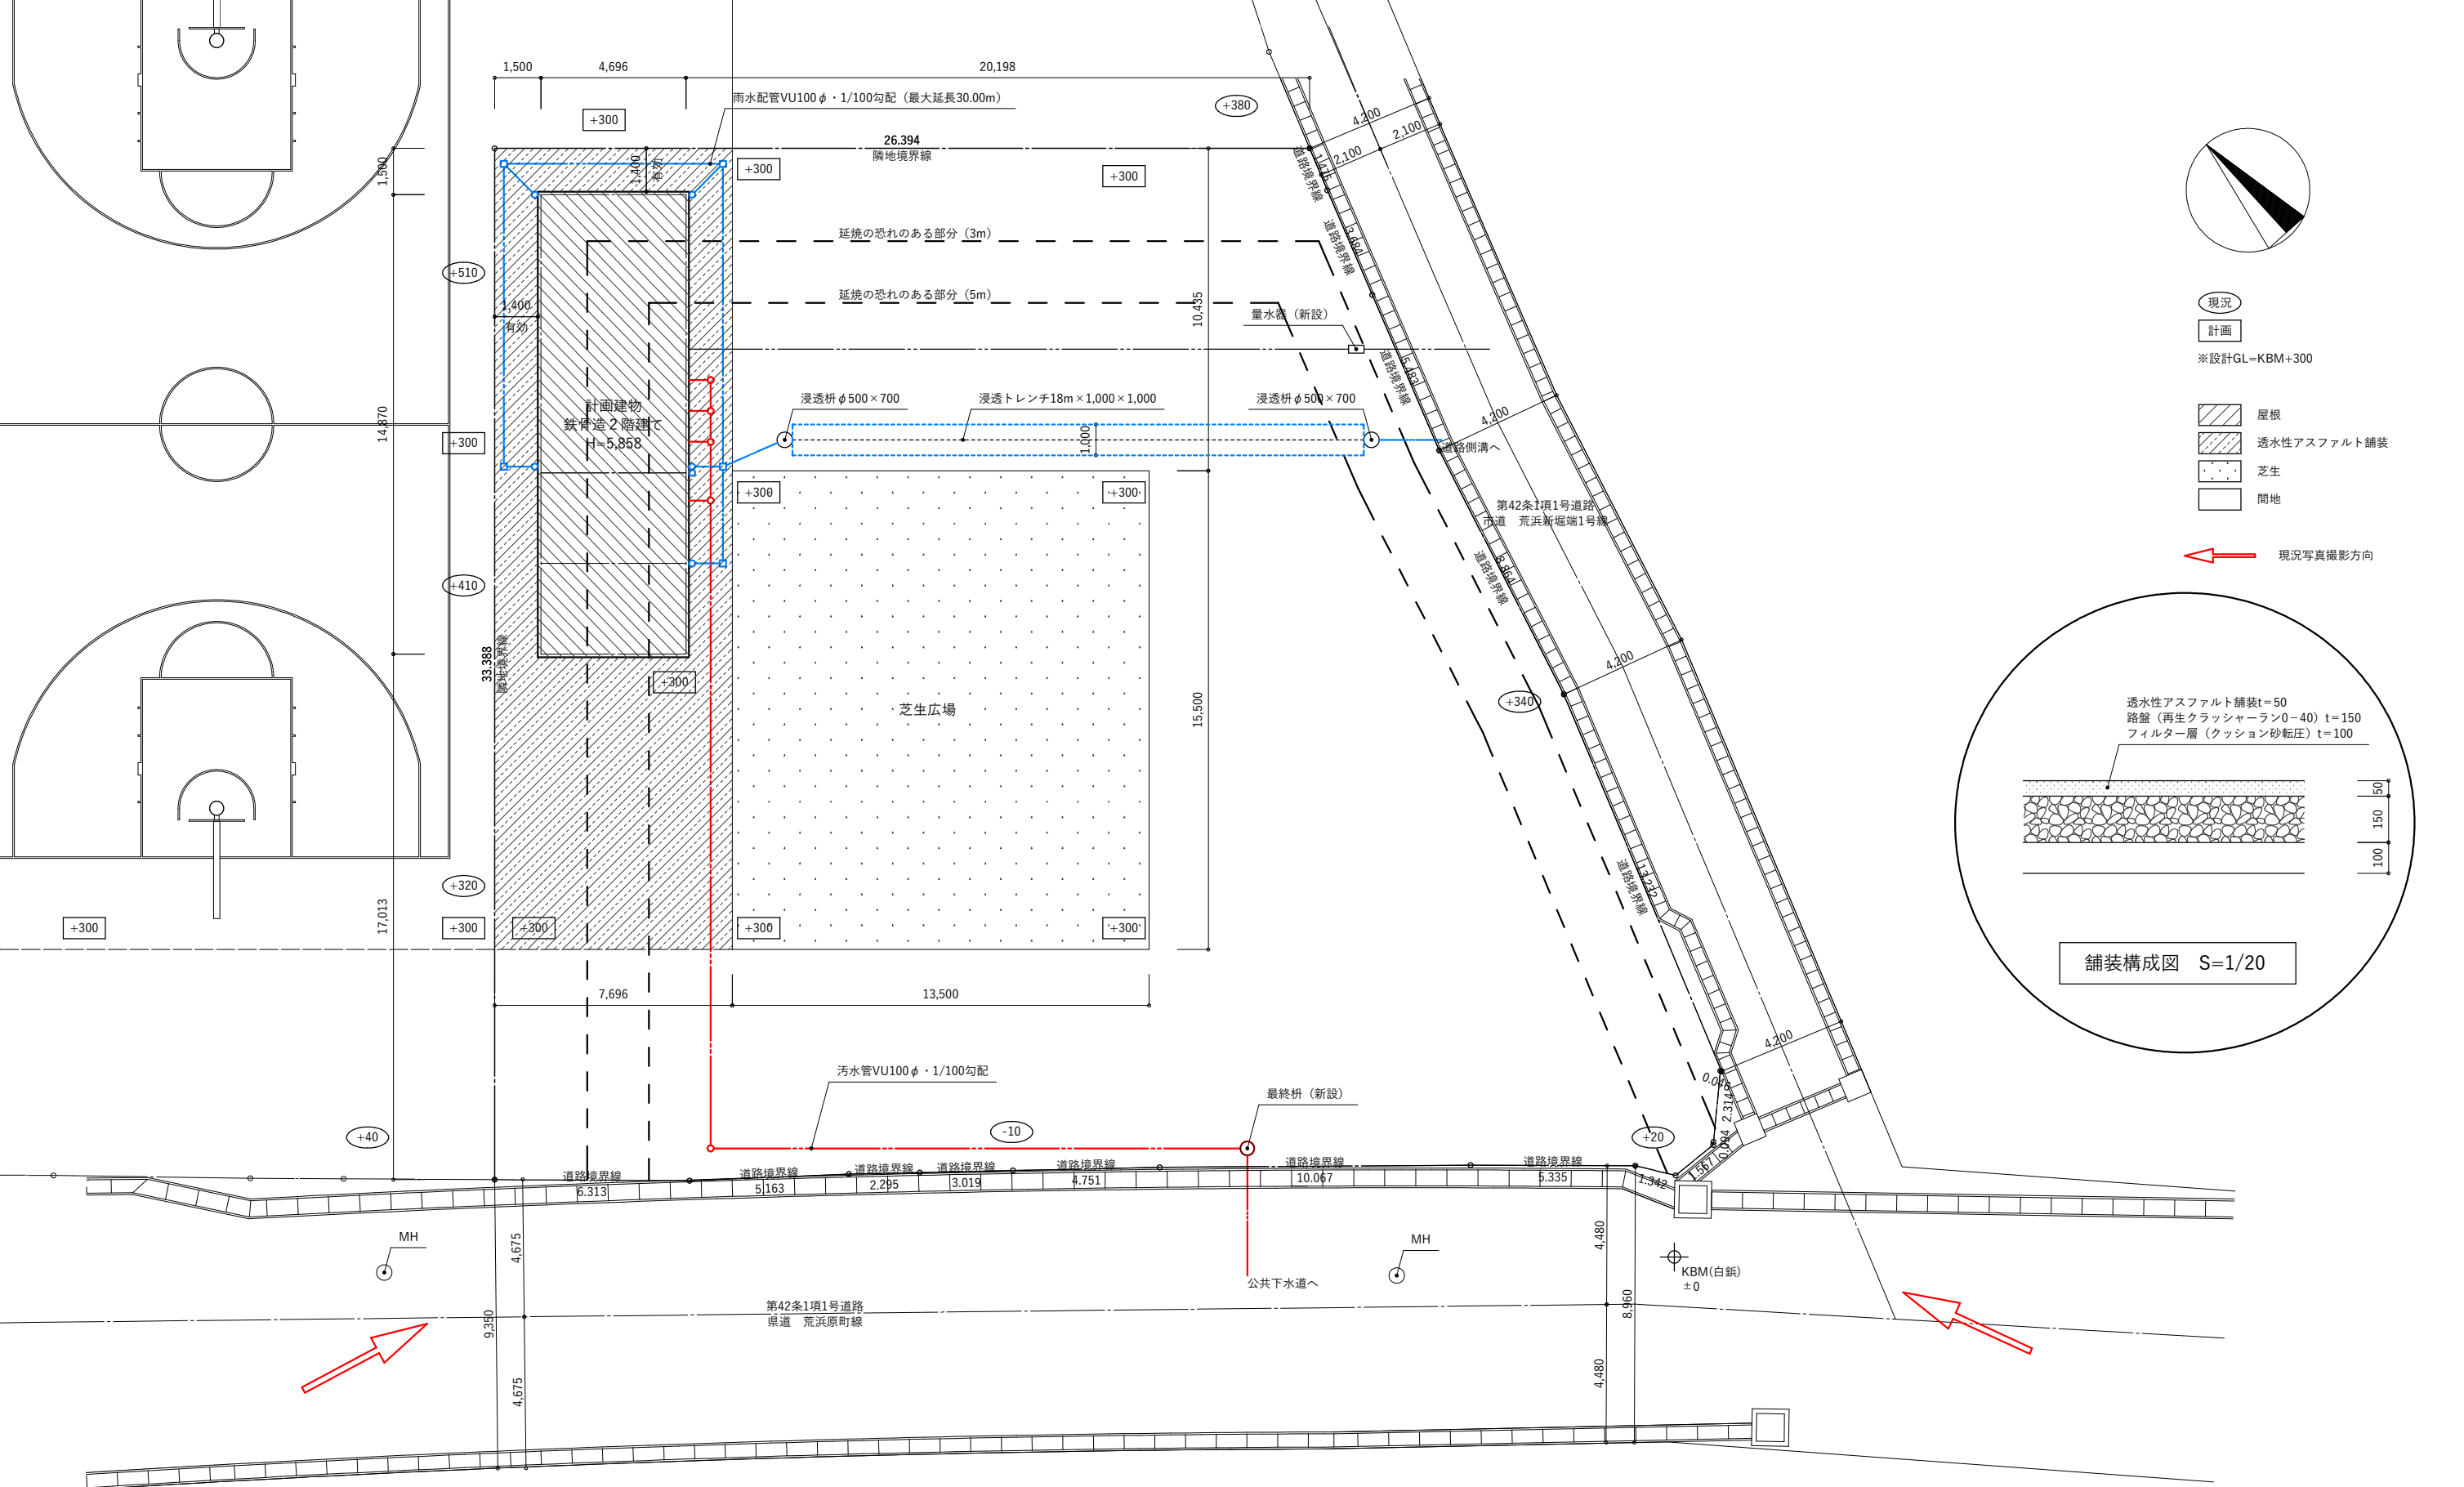 1,500
4,696
20,198
雨水配管VU100φ・1/100勾配（最大延長30.00m）
+300
+380
26.394
隣地境界線
1,500
1,400
有効
+300
+300
4,200
2,100
2,100
道路境界線
1.475
延焼の恐れのある部分（3m）
道路境界線
3.684
+510
延焼の恐れのある部分（5m）
1,400
有効
10,435
量水器（新設）
道路境界線
5.483
現況
計画
※設計GL=KBM+300
浸透桝φ500×700
浸透トレンチ18m×1,000×1,000
浸透桝φ500×700
計画建物
鉄骨造２階建て
H=5,858
14,870
+300
1,000
4,200
道路側溝へ
屋根
透水性アスファルト舗装
芝生
間地
+300
+300
第42条1項1号道路
市道　荒浜新堀端1号線
現況写真撮影方向
+410
道路境界線
8.864
33.388
隣地境界線
+300
芝生広場
15,500
+340
4,200
透水性アスファルト舗装t＝50
路盤（再生クラッシャーラン0－40）t＝150
フィルター層（クッション砂転圧）t＝100
50
150
100
舗装構成図　S=1/20
+320
17,013
+300
+300
+300
+300
+300
道路境界線
13.232
7,696
13,500
4,200
汚水管VU100φ・1/100勾配
最終桝（新設）
0.046
2.314
0.094
1.567
+40
-10
+20
道路境界線
道路境界線
道路境界線
道路境界線
道路境界線
道路境界線
道路境界線
6.313
5.163
2.295
3.019
4.751
10.067
5.335
1.342
MH
4,675
MH
4,480
KBM(白鋲)
±0
公共下水道へ
第42条1項1号道路
県道　荒浜原町線
9,350
8,960
4,675
4,480